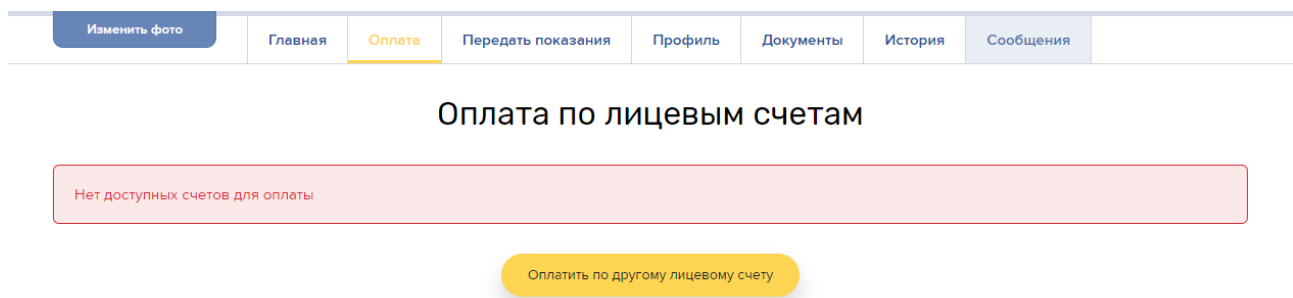 Изменить фото
Главная
Оплата
Передать показания
Профиль
Документы
История
Сообщения
Оплата по лицевым счетам
Нет доступных счетов для оплаты
Оплатить по другому лицевому счету